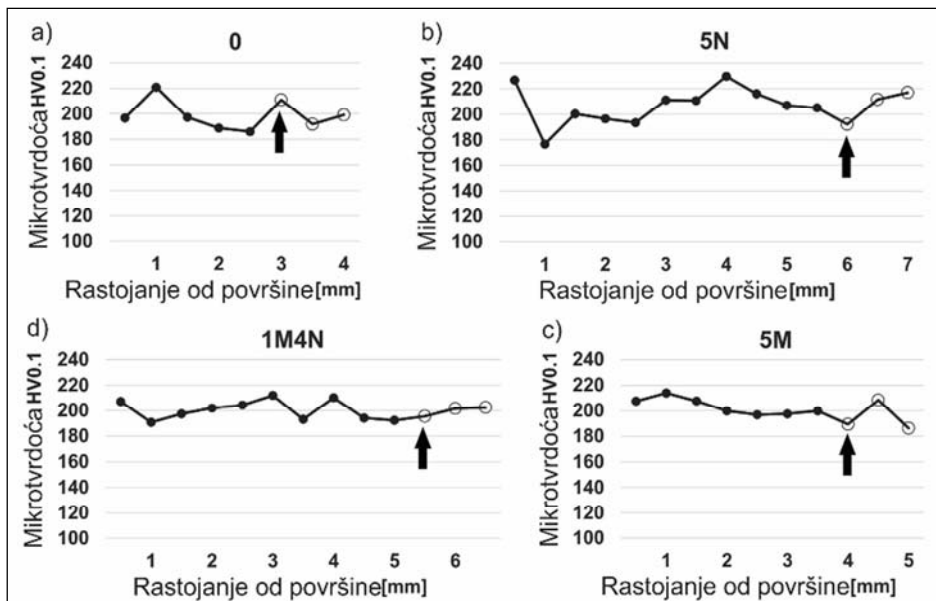 a)
0
Mikrotvrdoća HV0.1
240
220
200
180
160
140
120
100
1 2 3 4
Rastojanje od površine[mm]
b)
5N
Mikrotvrdoća HV0.1
240
220
200
180
160
140
120
100
1 2 3 4 5 6 7
Rastojanje od površine[mm]
d)
1M4N
Mikrotvrdoća HV0.1
240
220
200
180
160
140
120
100
1 2 3 4 5 6
Rastojanje od površine[mm]
c)
5M
Mikrotvrdoća HV0.1
240
220
200
180
160
140
120
100
1 2 3 4 5
Rastojanje od površine[mm]